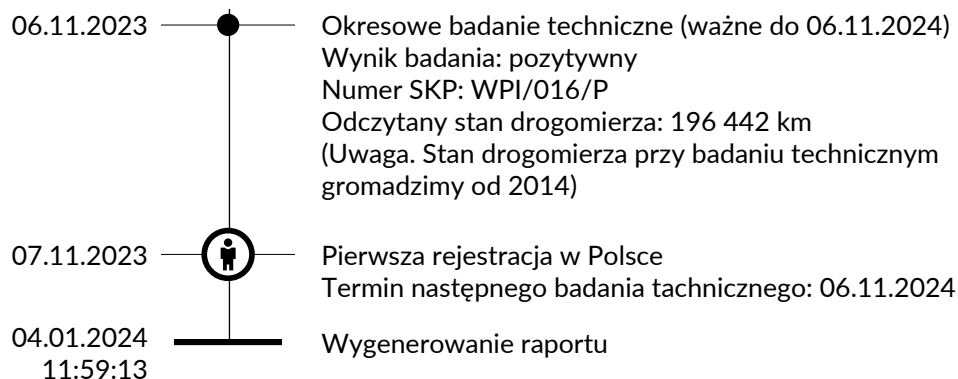 06.11.2023
Okresowe badanie techniczne (ważne do 06.11.2024)
Wynik badania: pozytywny
Numer SKP: WPI/016/P
Odczytany stan drogomierza: 196 442 km
(Uwaga. Stan drogomierza przy badaniu technicznym
gromadzimy od 2014)
07.11.2023
Pierwsza rejestracja w Polsce
Termin następnego badania tachnicznego: 06.11.2024
04.01.2024
11:59:13
Wygenerowanie raportu